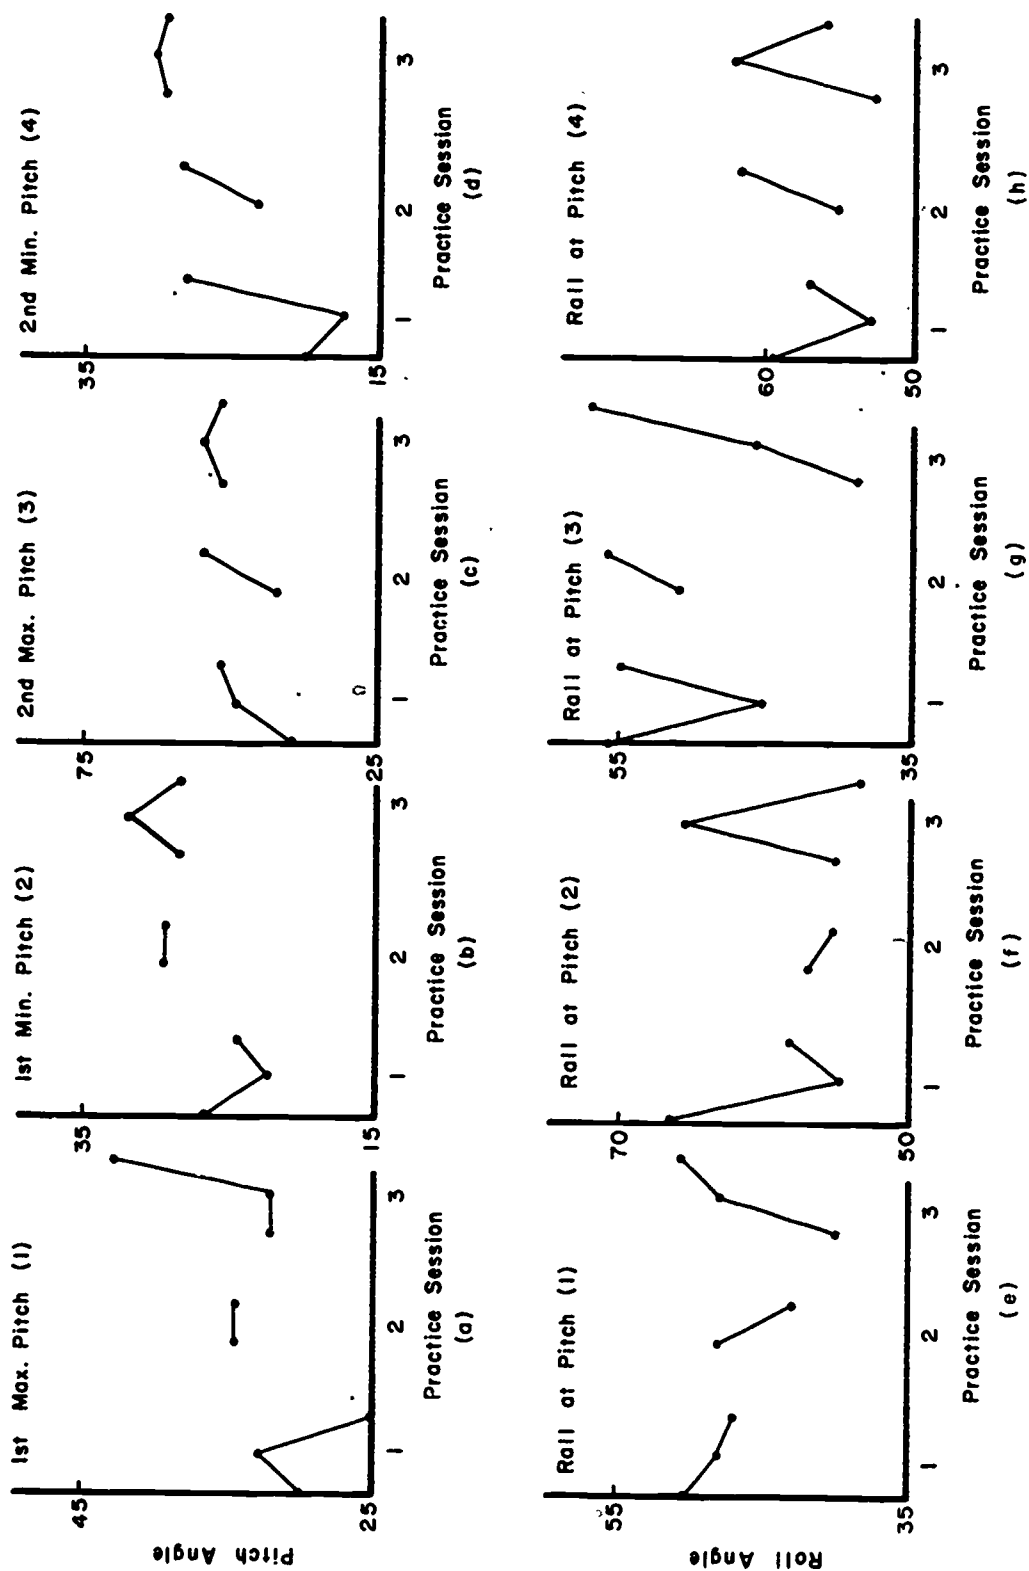 1st Max. Pitch (1)
Pitch Angle
45
25
1 2 3
Practice Session
(a)
1st Min. Pitch (2)
35
15
1 2 3
Practice Session
(b)
2nd Max. Pitch (3)
75
25
1 2 3
Practice Session
(c)
2nd Min. Pitch (4)
35
15
1 2 3
Practice Session
(d)
Roll at Pitch (1)
Roll Angle
55
35
1 2 3
Practice Session
(e)
Roll at Pitch (2)
70
50
1 2 3
Practice Session
(f)
Roll at Pitch (3)
55
35
1 2 3
Practice Session
(g)
Roll at Pitch (4)
60
50
1 2 3
Practice Session
(h)